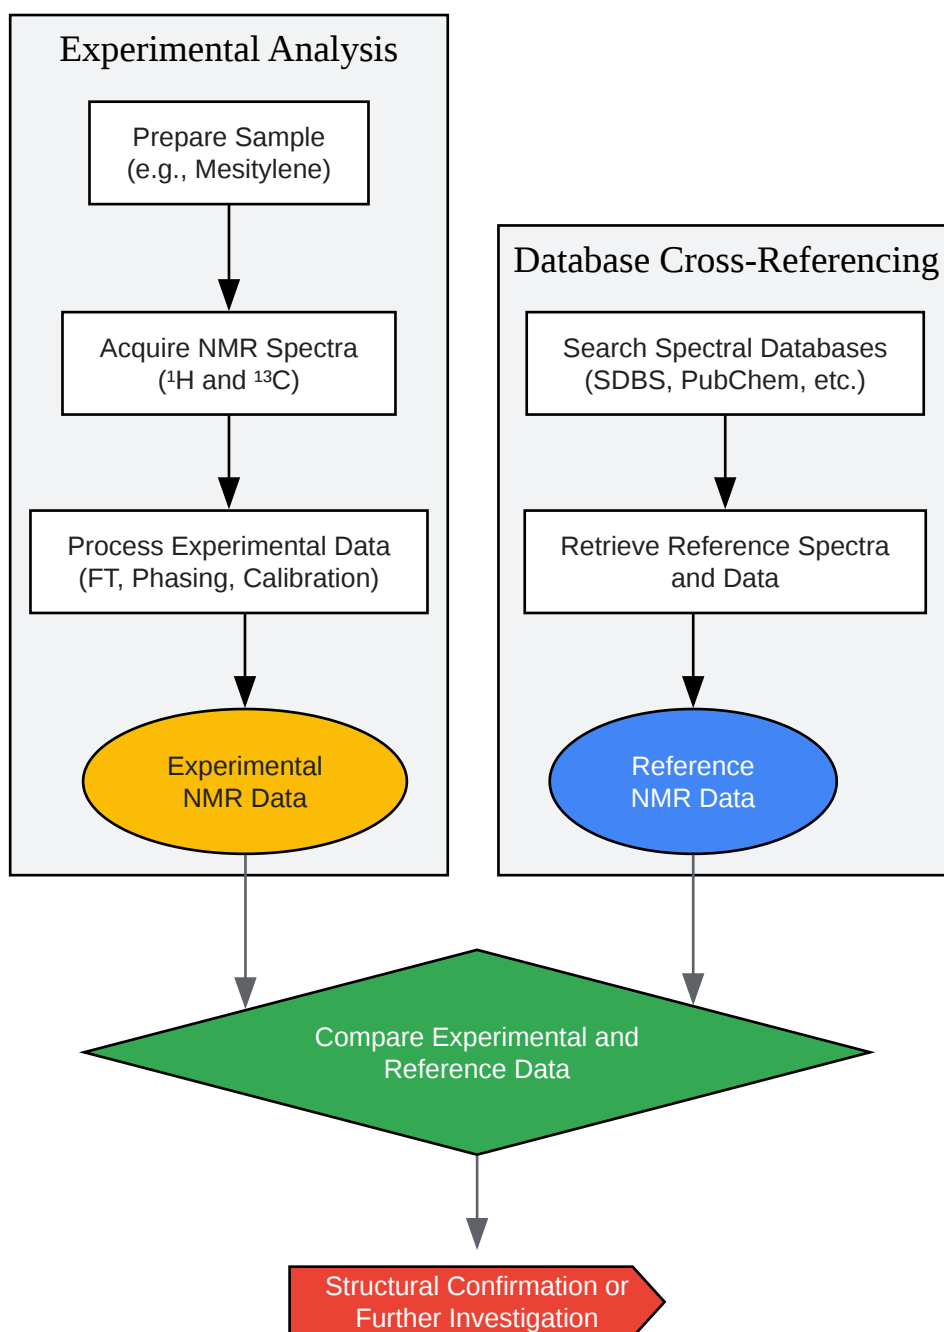 Experimental Analysis
Prepare Sample
(e.g., Mesitylene)
Acquire NMR Spectra
(¹H and ¹³C)
Process Experimental Data
(FT, Phasing, Calibration)
Experimental
NMR Data
Database Cross-Referencing
Search Spectral Databases
(SDBS, PubChem, etc.)
Retrieve Reference Spectra
and Data
Reference
NMR Data
Compare Experimental and
Reference Data
Structural Confirmation or
Further Investigation